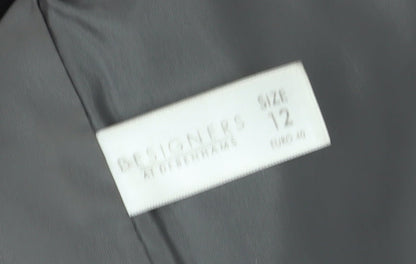 DESIGNERS
AT DEBENHAMS
SIZE
12
EURO 40